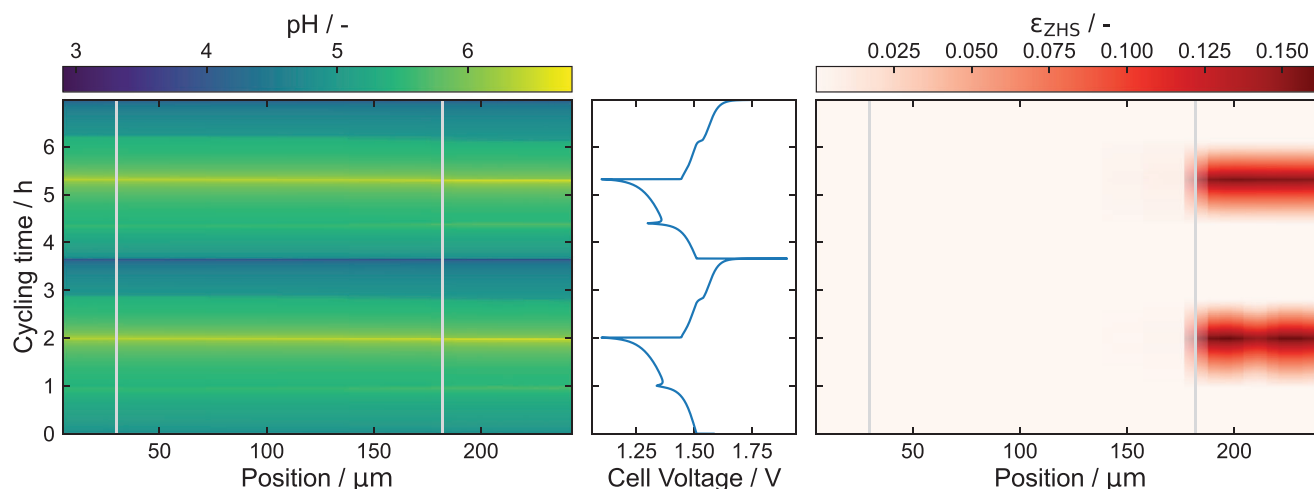 pH / -
3 4 5 6
ε_ZHS / -
0.025 0.050 0.075 0.100 0.125 0.150
Cycling time / h
6
5
4
3
2
1
0
50 100 150 200
Position / μm
1.25 1.50 1.75
Cell Voltage / V
50 100 150 200
Position / μm